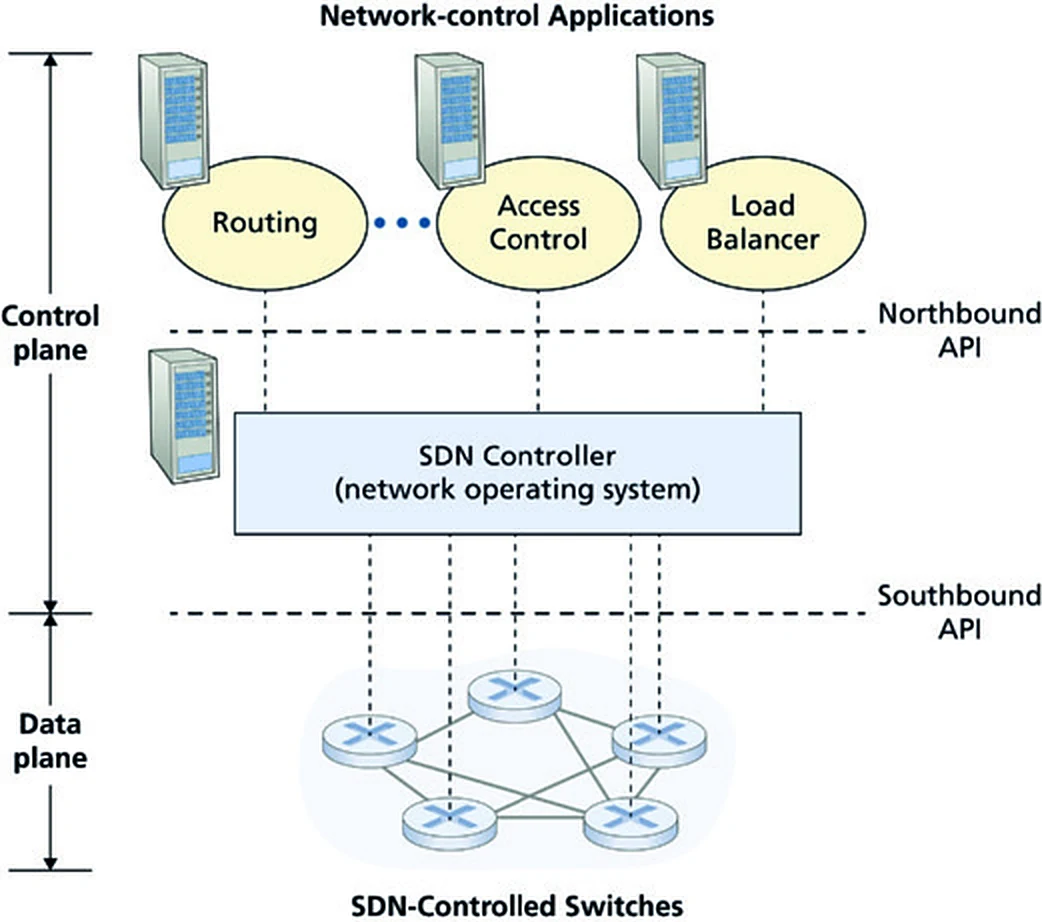 Network-control Applications
Routing
Access
Control
Load
Balancer
Control
plane
Northbound
API
SDN Controller
(network operating system)
Southbound
API
Data
plane
SDN-Controlled Switches